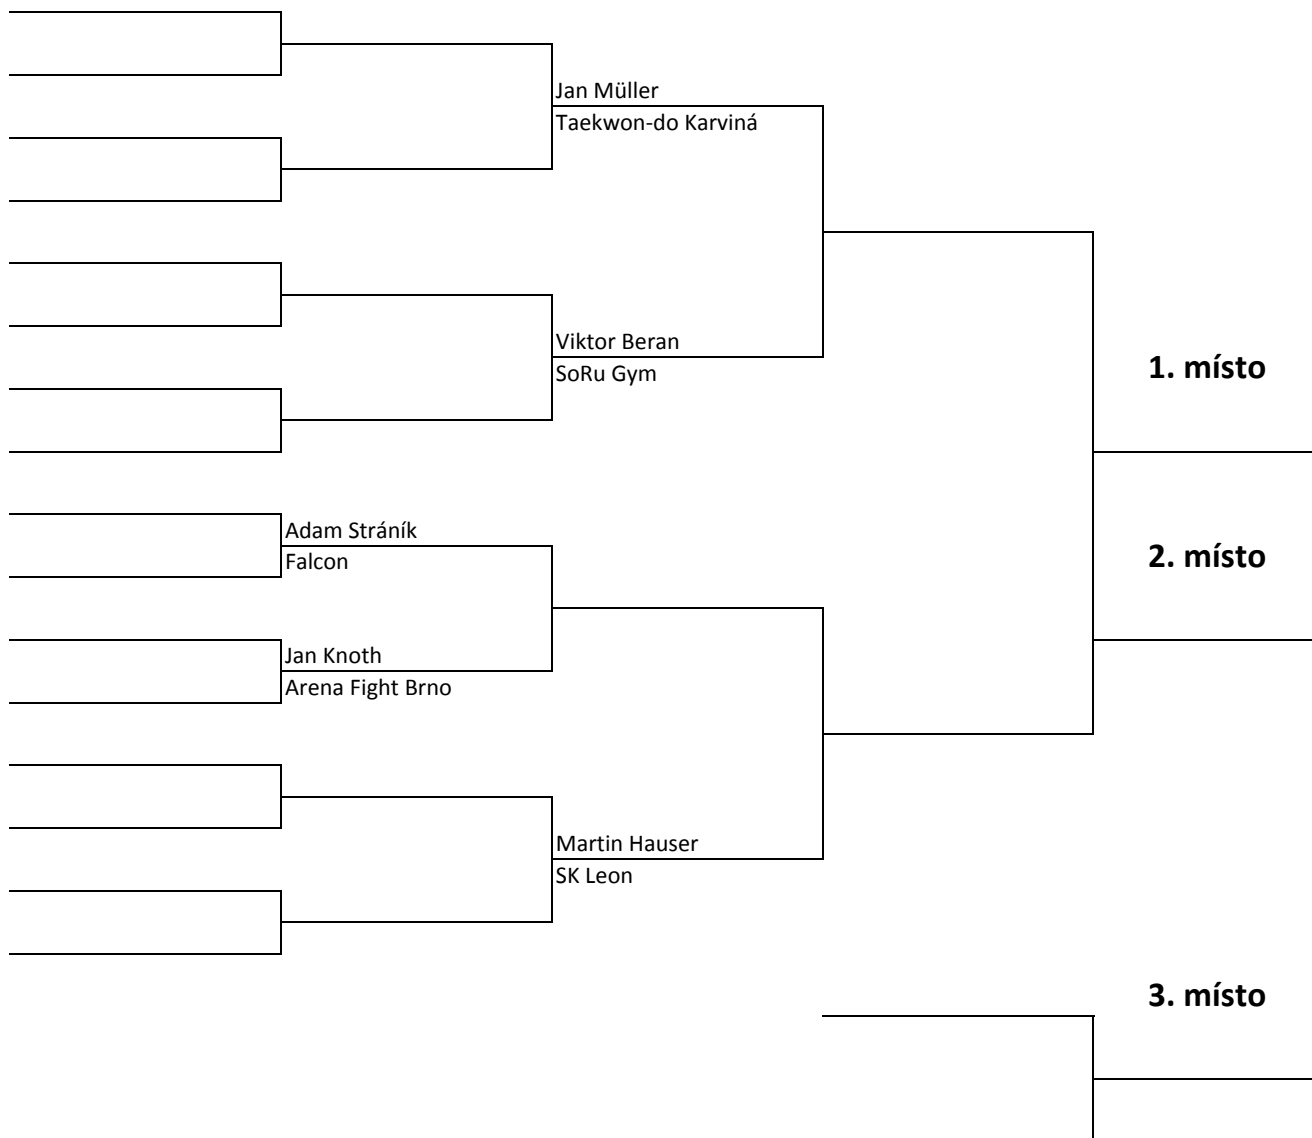 Jan Müller
Taekwon-do Karviná
Viktor Beran
SoRu Gym
1. místo
Adam Stráník
Falcon
2. místo
Jan Knoth
Arena Fight Brno
Martin Hauser
SK Leon
3. místo